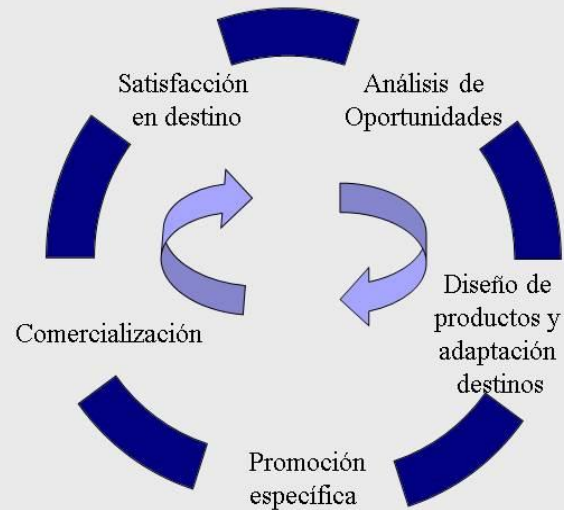 Satisfacción
en destino
Análisis de
Oportunidades
Diseño de
productos y
adaptación
destinos
Promoción
específica
Comercialización